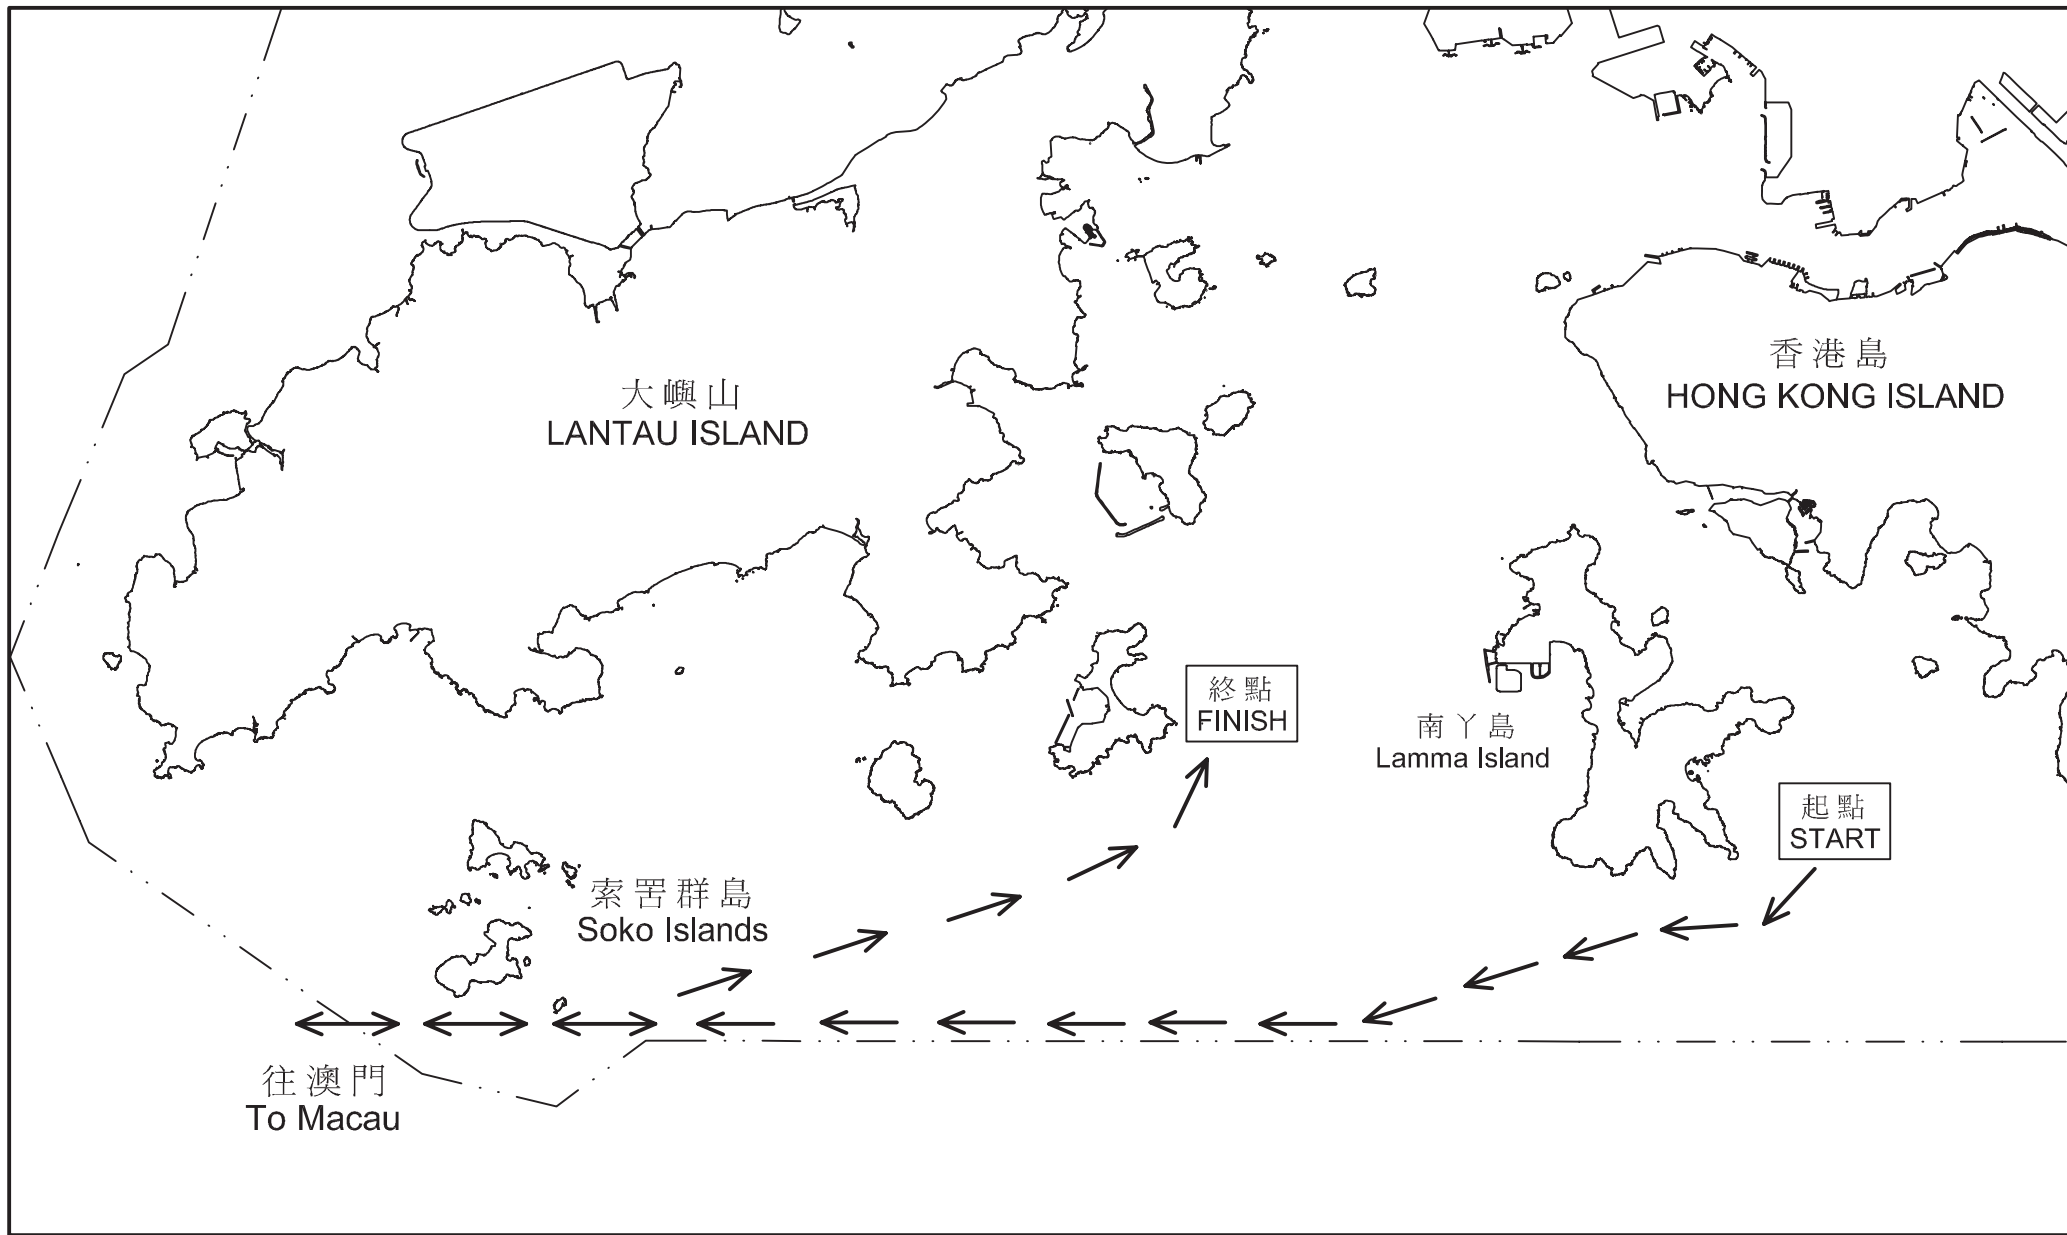 香港島
HONG KONG ISLAND
大嶼山
LANTAU ISLAND
終點
FINISH
南丫島
Lamma Island
起點
START
索罟群島
Soko Islands
往澳門
To Macau